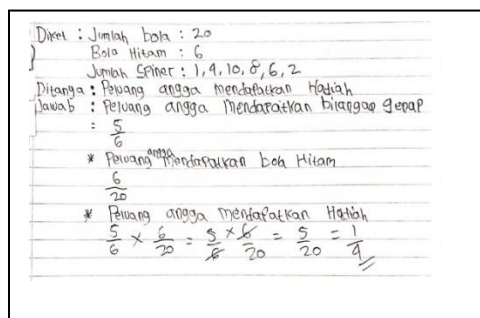 Diket : Jumlah bola : 20
Bola Hitam : 6
Jumlah Spiner : 1, 4, 10, 8, 6, 2
Ditanya : Peluang angga mendapatkan Hadiah
Jawab : Peluang angga mendapatkan bilangan genap
= 5/6
* Peluang angga mendapatkan bola Hitam
6/20
* Peluang angga mendapatkan Hadiah
5/6 × 6/20 = 5/6 × 6/20 = 5/20 = 1/4